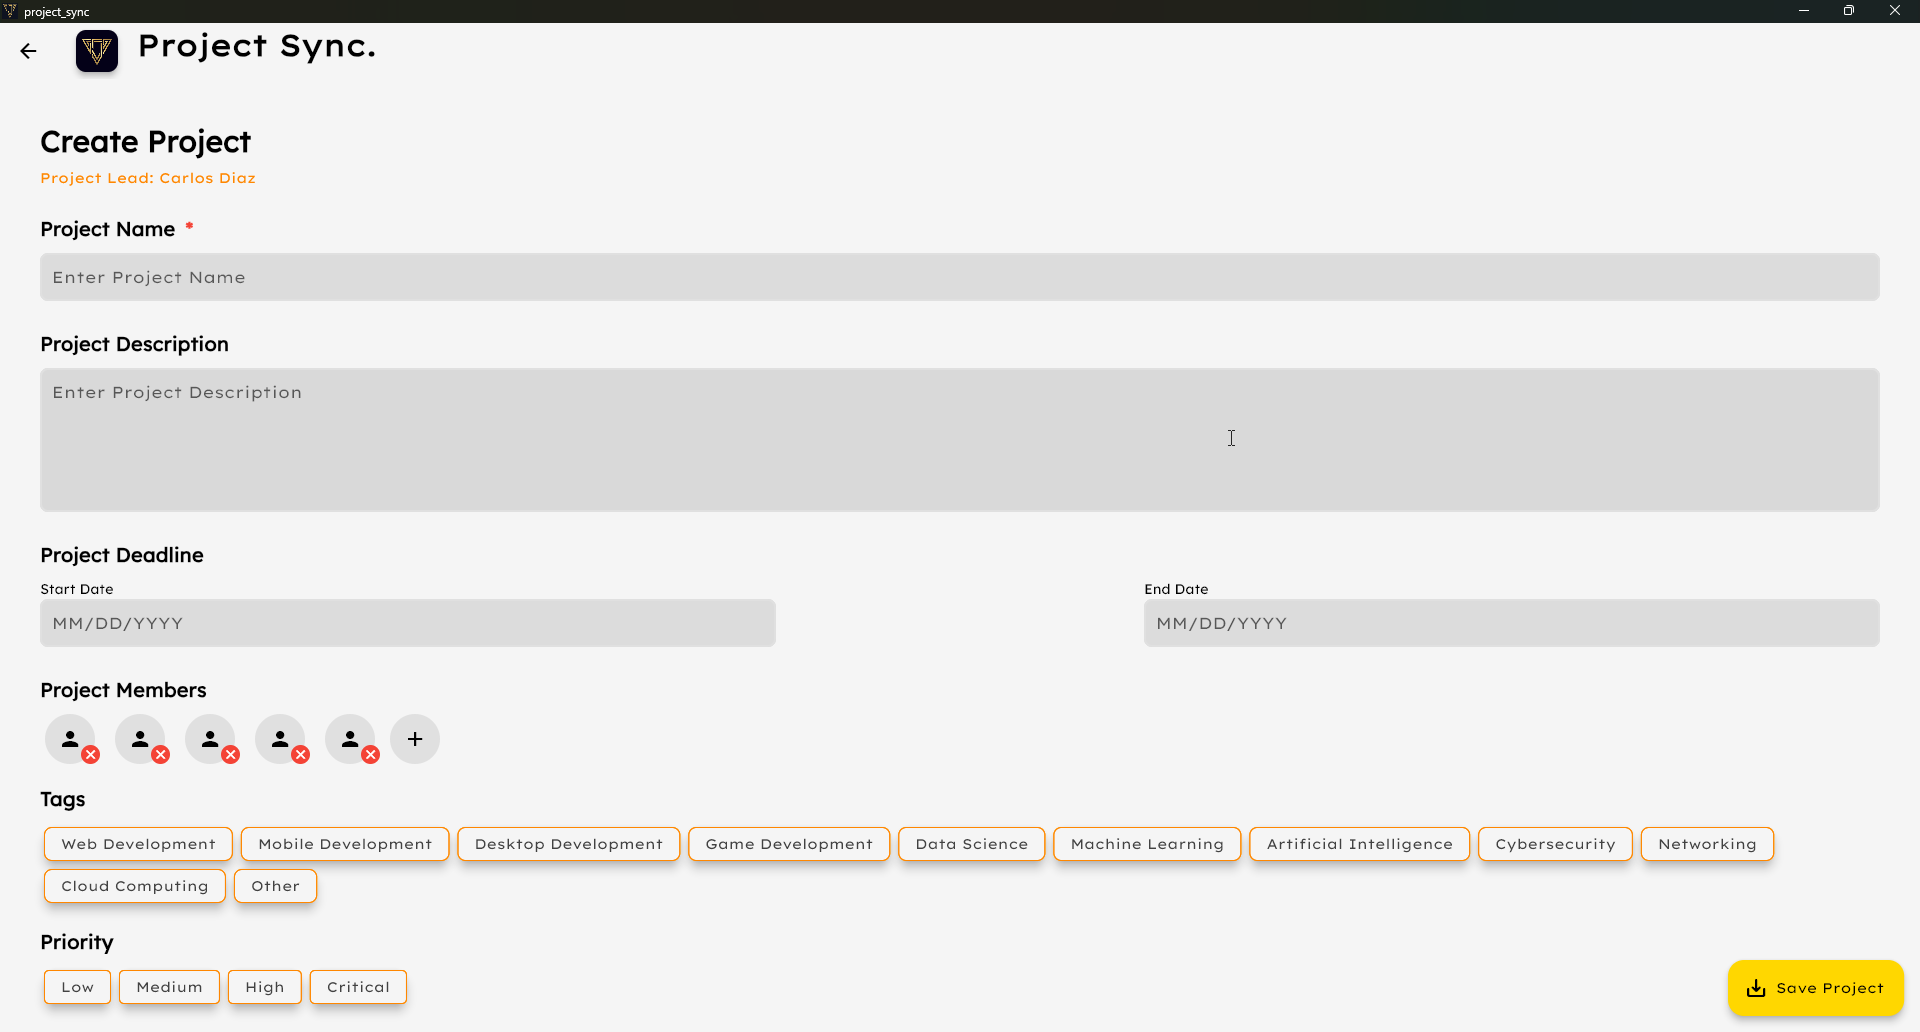 project_sync
Project Sync.
Create Project
Project Lead: Carlos Diaz
Project Name *
Enter Project Name
Project Description
Enter Project Description
Project Deadline
Start Date End Date
MM/DD/YYYY MM/DD/YYYY
Project Members
Tags
Web Development Mobile Development Desktop Development Game Development Data Science Machine Learning Artificial Intelligence Cybersecurity Networking
Cloud Computing Other
Priority
Low Medium High Critical Save Project